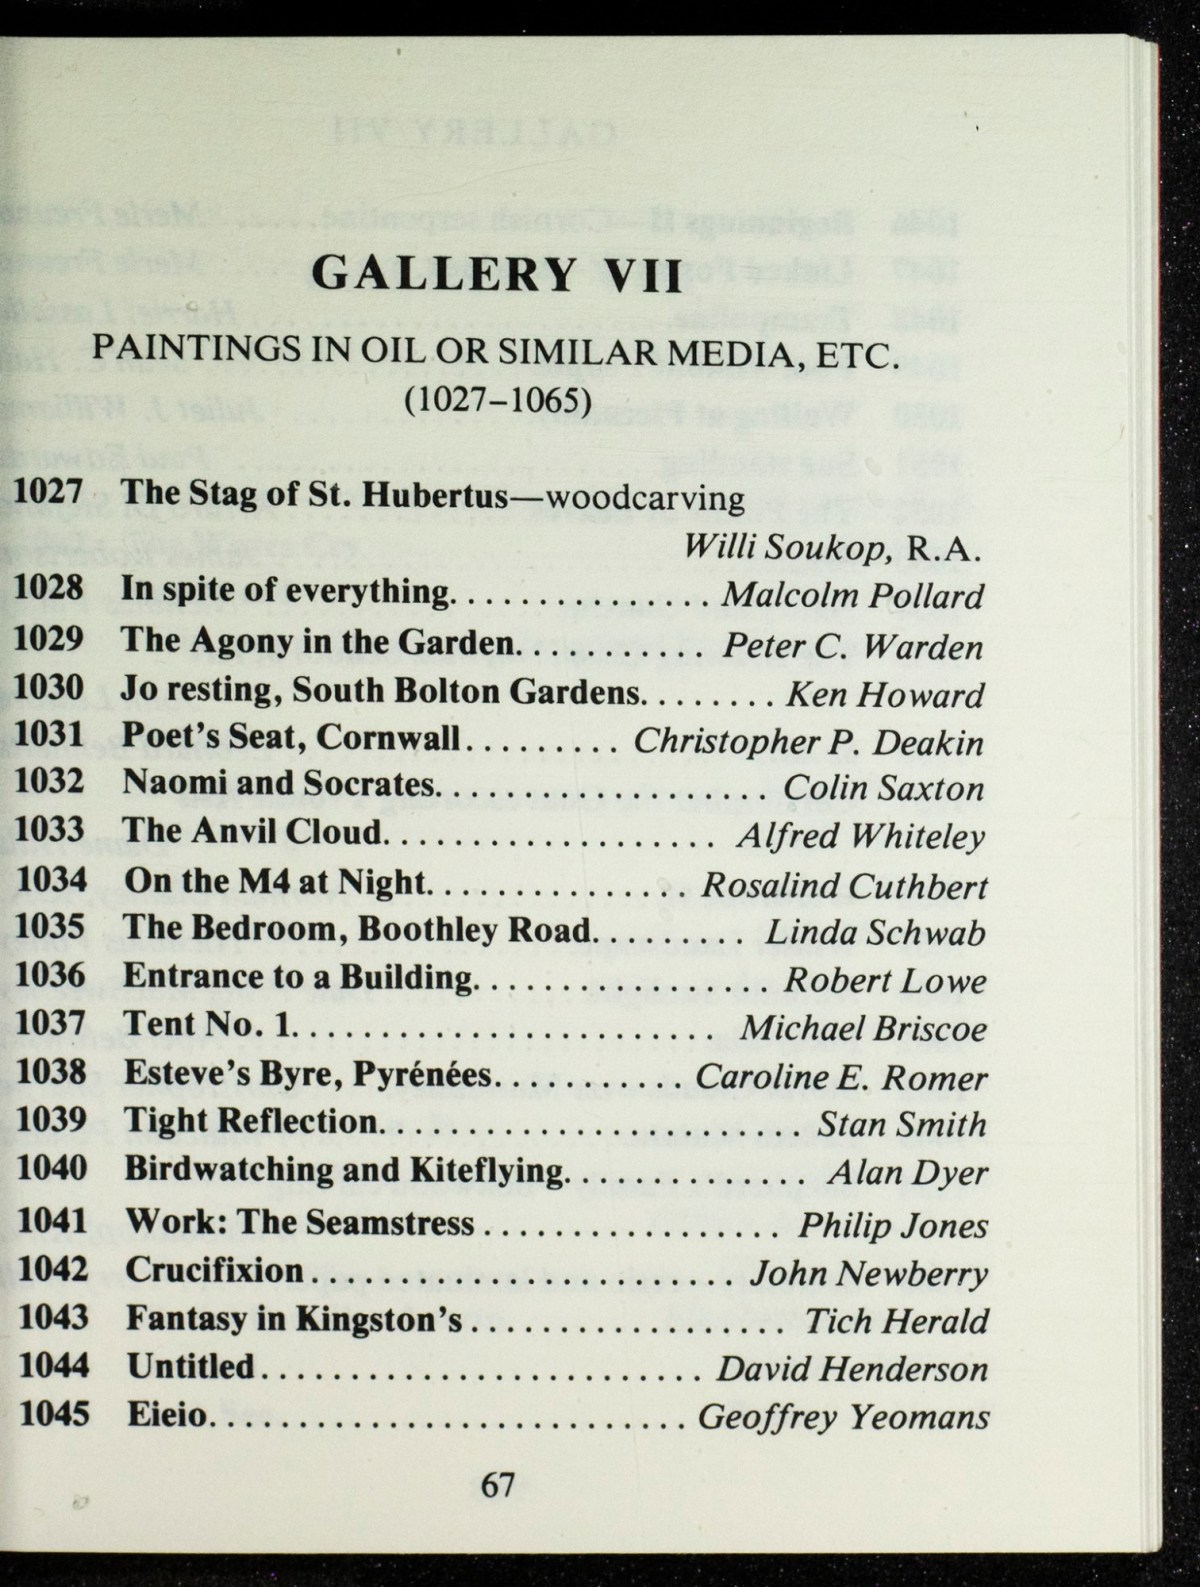 GALLERY VII
PAINTINGS IN OIL OR SIMILAR MEDIA, ETC.
(1027–1065)
1027 The Stag of St. Hubertus—woodcarving
Willi Soukop, R.A.
1028 In spite of everything. . . . . . . . . . . . . . . . Malcolm Pollard
1029 The Agony in the Garden. . . . . . . . . . . . Peter C. Warden
1030 Jo resting, South Bolton Gardens. . . . . . . . . Ken Howard
1031 Poet's Seat, Cornwall. . . . . . . . . . Christopher P. Deakin
1032 Naomi and Socrates. . . . . . . . . . . . . . . . . . . . Colin Saxton
1033 The Anvil Cloud. . . . . . . . . . . . . . . . . . . . Alfred Whiteley
1034 On the M4 at Night. . . . . . . . . . . . . . . . Rosalind Cuthbert
1035 The Bedroom, Boothley Road. . . . . . . . . . Linda Schwab
1036 Entrance to a Building. . . . . . . . . . . . . . . . . . Robert Lowe
1037 Tent No. 1. . . . . . . . . . . . . . . . . . . . . . . . . Michael Briscoe
1038 Esteve's Byre, Pyrénées. . . . . . . . . . . . Caroline E. Romer
1039 Tight Reflection. . . . . . . . . . . . . . . . . . . . . . . . . Stan Smith
1040 Birdwatching and Kiteflying. . . . . . . . . . . . . . . Alan Dyer
1041 Work: The Seamstress . . . . . . . . . . . . . . . . . . Philip Jones
1042 Crucifixion . . . . . . . . . . . . . . . . . . . . . . . . . John Newberry
1043 Fantasy in Kingston's . . . . . . . . . . . . . . . . . . . Tich Herald
1044 Untitled . . . . . . . . . . . . . . . . . . . . . . . . . . David Henderson
1045 Eieio. . . . . . . . . . . . . . . . . . . . . . . . . . . . Geoffrey Yeomans
67